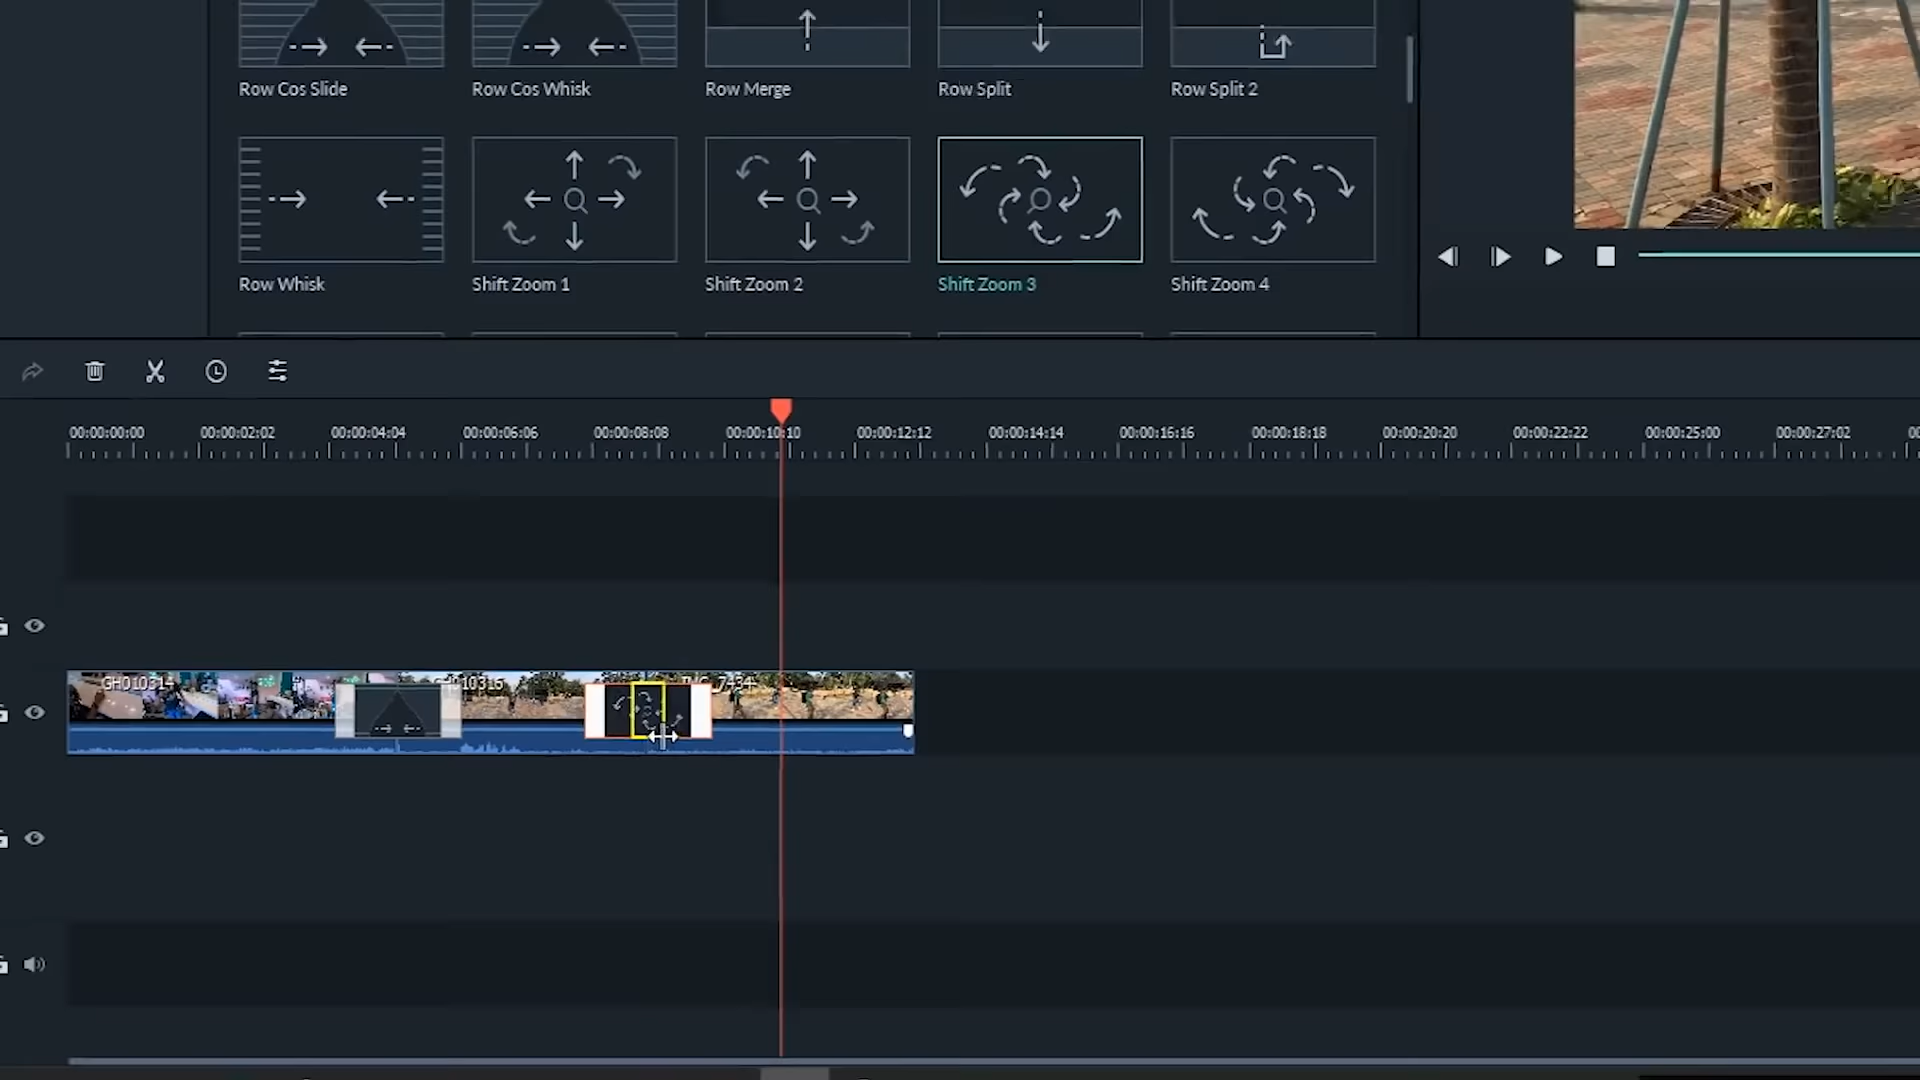 Row Cos Slide
Row Cos Whisk
Row Merge
Row Split
Row Split 2
Row Whisk
Shift Zoom 1
Shift Zoom 2
Shift Zoom 3
Shift Zoom 4
00:00:00:00
00:00:02:02
00:00:04:04
00:00:06:06
00:00:08:08
00:00:10:10
00:00:12:12
00:00:14:14
00:00:16:16
00:00:18:18
00:00:20:20
00:00:22:22
00:00:25:00
00:00:27:02
GH010314